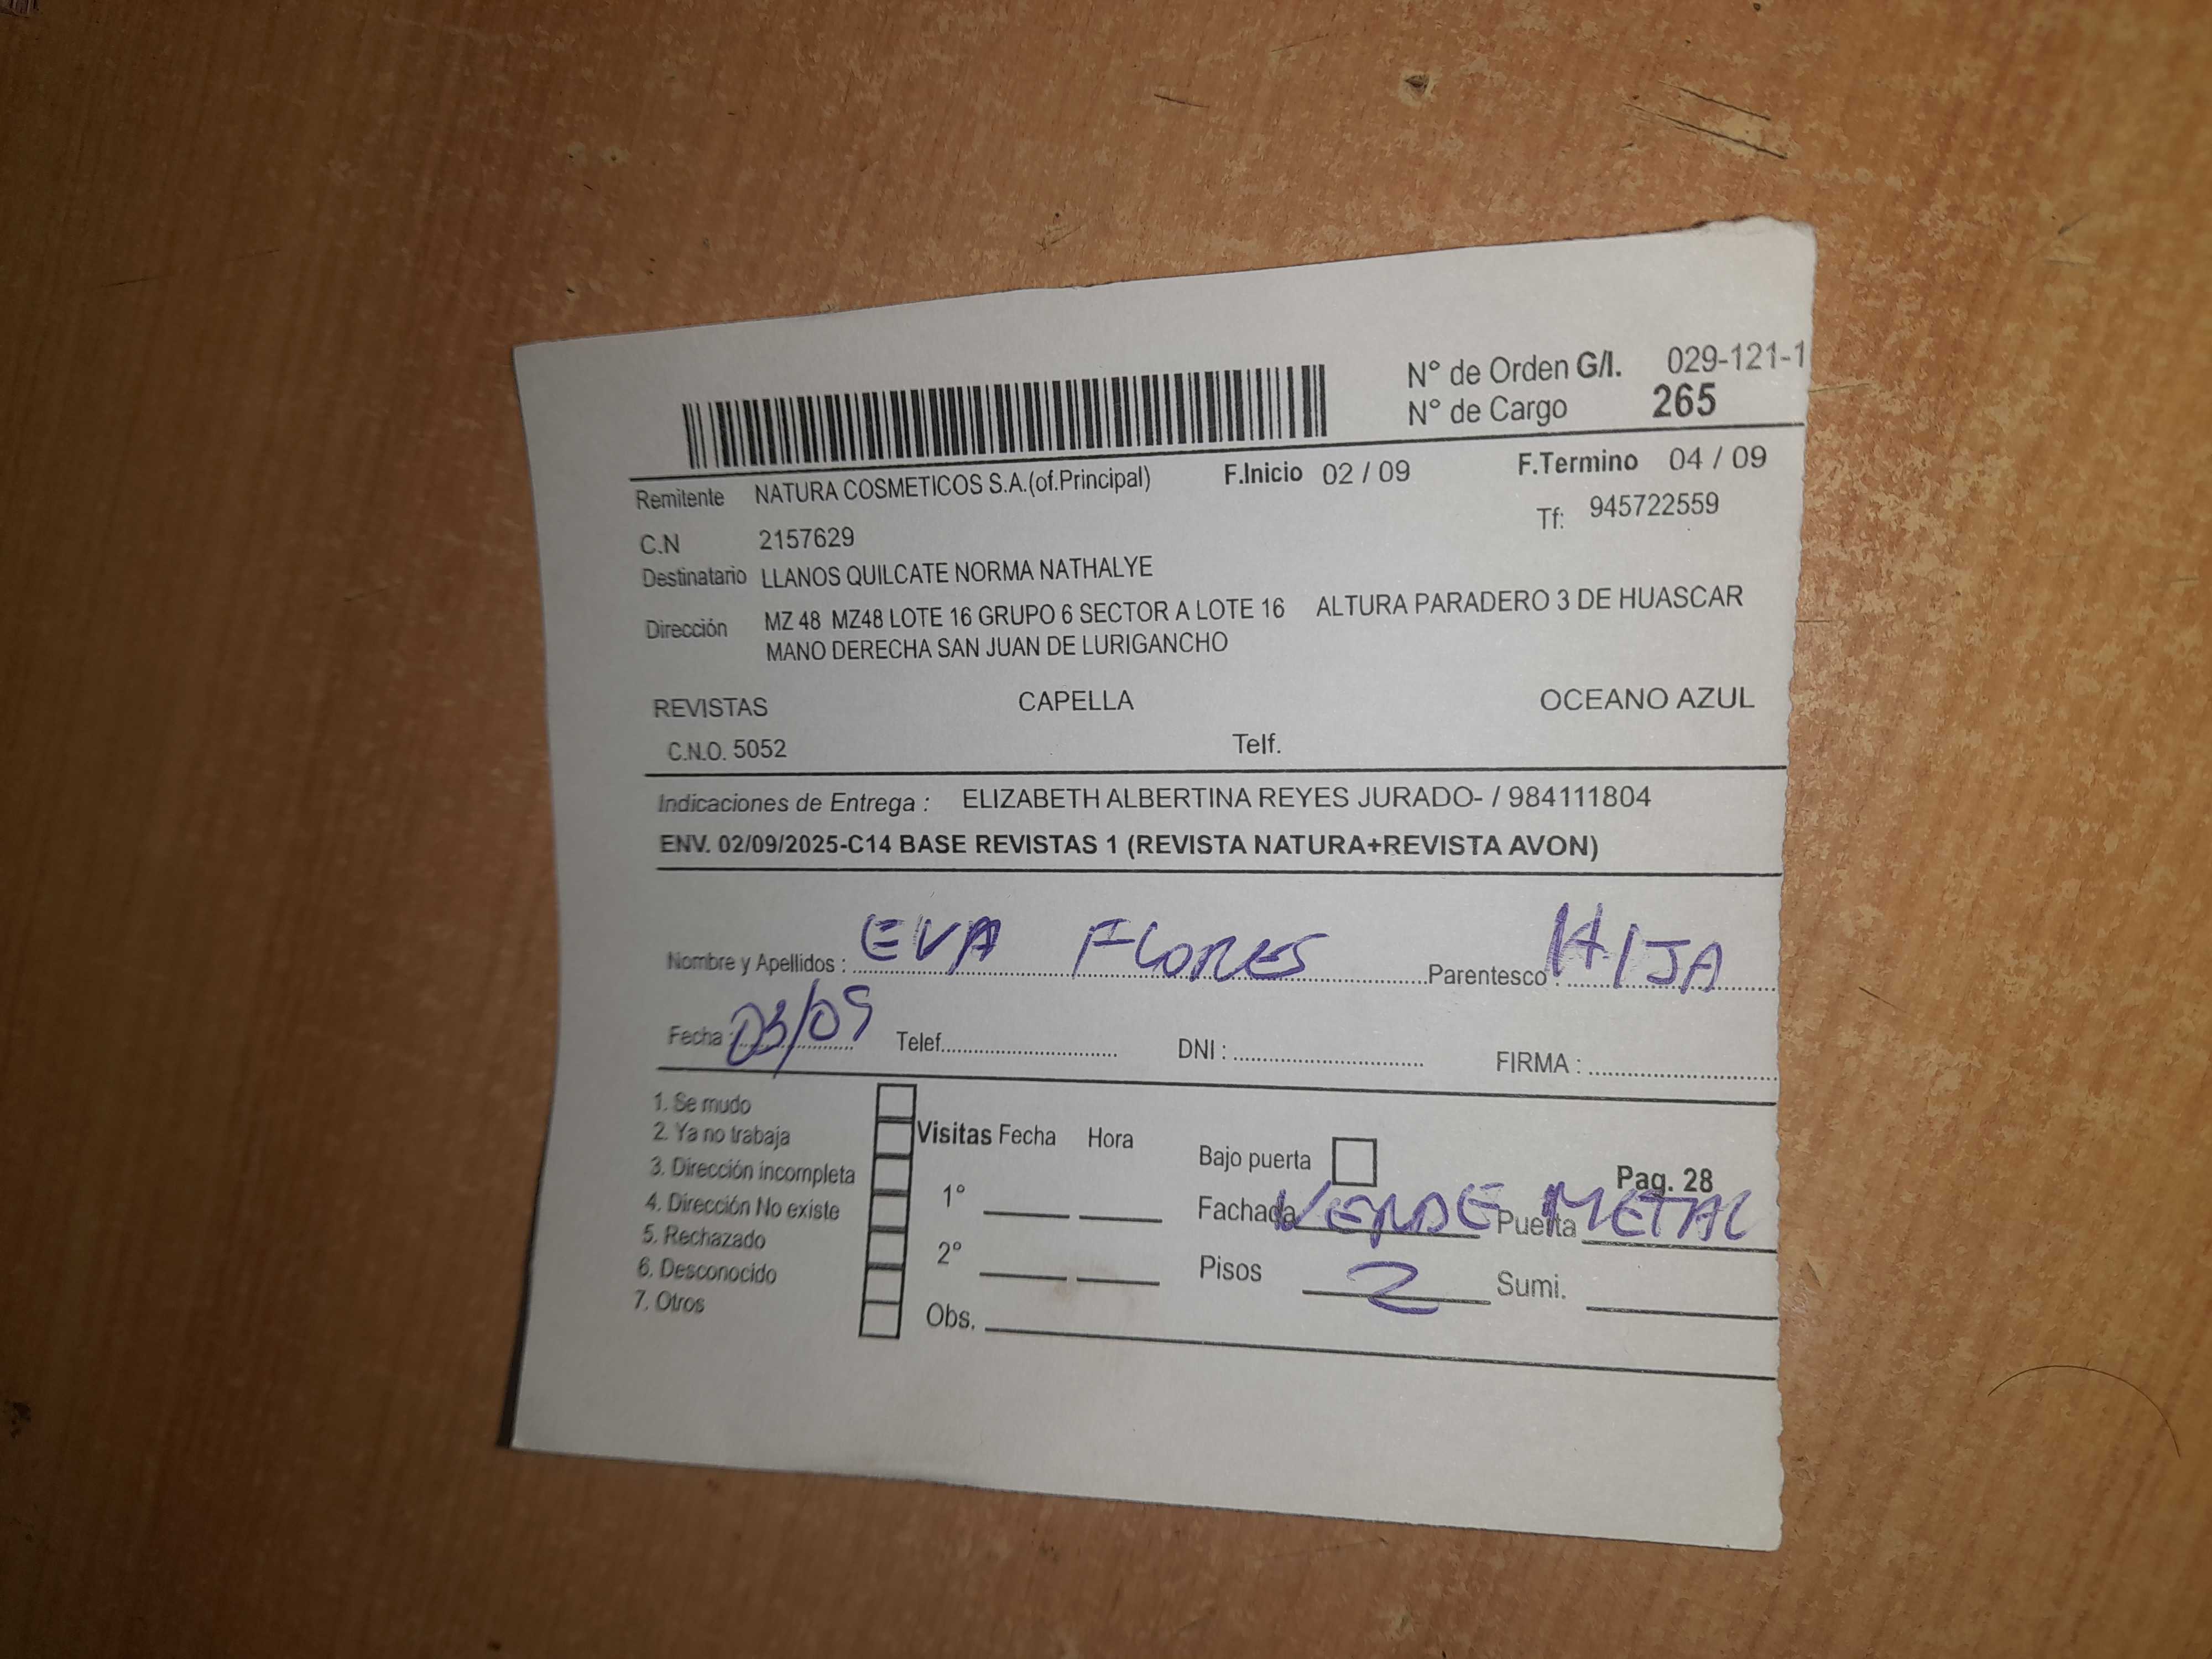 N° de Orden G/I. 029-121-1
N° de Cargo 265
Remitente NATURA COSMETICOS S.A.(of.Principal) F.Inicio 02 / 09 F.Termino 04 / 09
C.N 2157629 Tf: 945722559
Destinatario LLANOS QUILCATE NORMA NATHALYE
Dirección MZ 48 MZ48 LOTE 16 GRUPO 6 SECTOR A LOTE 16 ALTURA PARADERO 3 DE HUASCAR
MANO DERECHA SAN JUAN DE LURIGANCHO
REVISTAS CAPELLA OCEANO AZUL
C.N.O. 5052 Telf.
Indicaciones de Entrega : ELIZABETH ALBERTINA REYES JURADO- / 984111804
ENV. 02/09/2025-C14 BASE REVISTAS 1 (REVISTA NATURA+REVISTA AVON)
Nombre y Apellidos : EVA FLORES Parentesco : HIJA
Fecha : 03/09 Telef. DNI : FIRMA :
1. Se mudo
2. Ya no trabaja Visitas Fecha Hora
3. Dirección incompleta Bajo puerta Pag. 28
4. Dirección No existe 1° Fachada VERDE Puerta METAL
5. Rechazado
6. Desconocido 2° Pisos 2 Sumi.
7. Otros Obs.